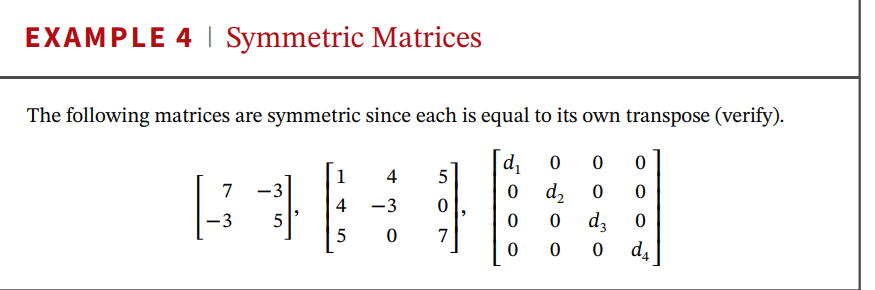 EXAMPLE 4 | Symmetric Matrices
The following matrices are symmetric since each is equal to its own transpose (verify).
[7 −3
−3 5],
[1 4 5
4 −3 0
5 0 7],
[d₁ 0 0 0
0 d₂ 0 0
0 0 d₃ 0
0 0 0 d₄]